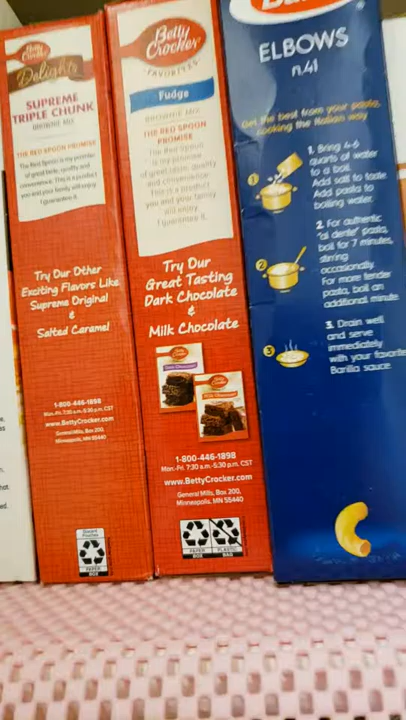 Betty
Crocker
Delights
SUPREME
TRIPLE CHUNK
BROWNIE MIX
THE RED SPOON PROMISE
The Red Spoon is my promise
of great taste, quality and
convenience. This is a product
you and your family will enjoy.
I guarantee it.
Try Our Other
Exciting Flavors Like
Supreme Original
&
Salted Caramel
1-800-446-1898
Mon.-Fri. 7:30 a.m.-5:30 p.m. CST
www.BettyCrocker.com
General Mills, Box 200,
Minneapolis, MN 55440
PAPER
BOX
Betty
Crocker
FAVORITES
Fudge
BROWNIE MIX
THE RED SPOON
PROMISE
The Red Spoon
is my promise
of great taste, quality
and convenience.
This is a product
you and your family
will enjoy.
I guarantee it.
Try Our
Great Tasting
Dark Chocolate
&
Milk Chocolate
1-800-446-1898
Mon.-Fri. 7:30 a.m.-5:30 p.m. CST
www.BettyCrocker.com
General Mills, Box 200,
Minneapolis, MN 55440
PAPER
BOX
PLASTIC
BAG
ELBOWS
n.41
Get the best from your pasta,
cooking the Italian way
1
1. Bring 4-6
quarts of water
to a boil.
Add salt to taste.
Add pasta to
boiling water.
2
2. For authentic
"al dente" pasta,
boil for 7 minutes,
stirring
occasionally.
For more tender
pasta, boil an
additional minute.
3
3. Drain well
and serve
immediately
with your favorite
Barilla sauce.